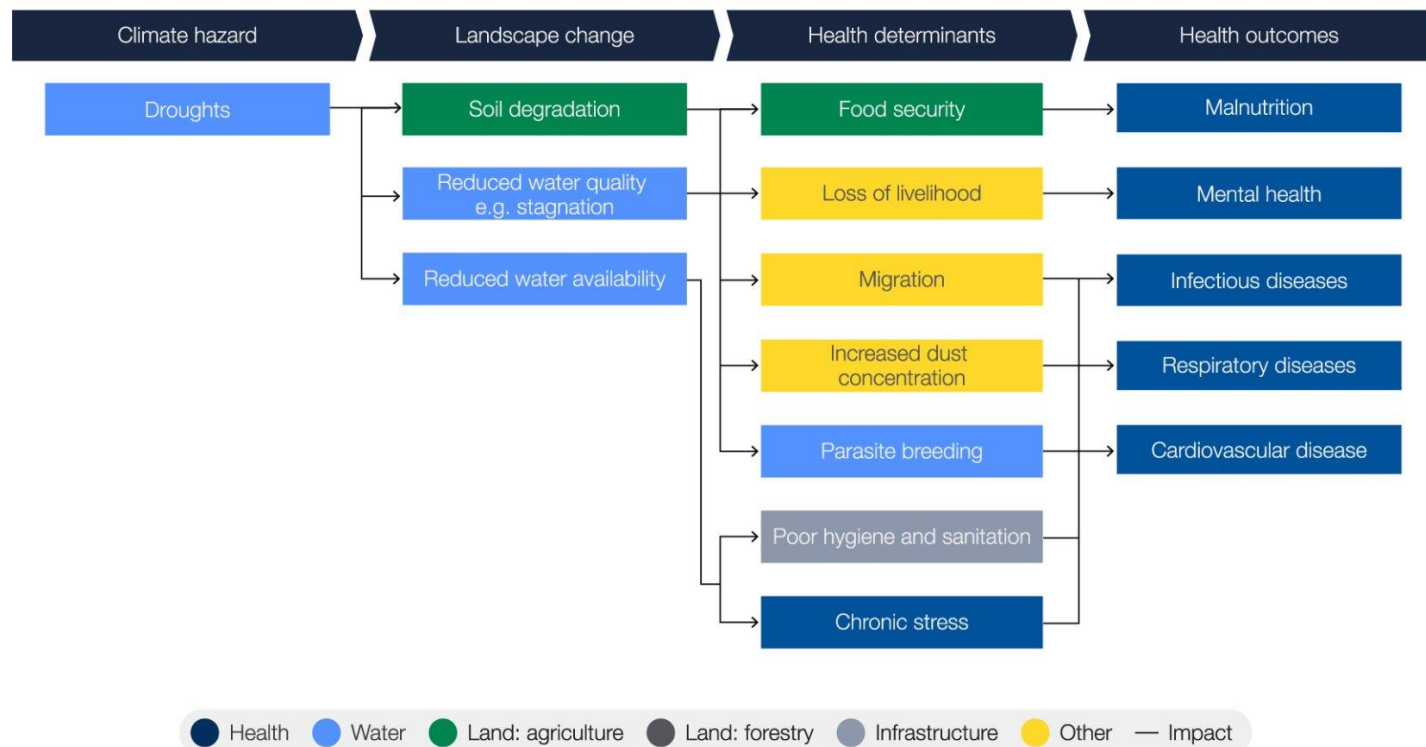 Climate hazard
Landscape change
Health determinants
Health outcomes
Droughts
Soil degradation
Food security
Malnutrition
Reduced water quality
e.g. stagnation
Loss of livelihood
Mental health
Reduced water availability
Migration
Infectious diseases
Increased dust
concentration
Respiratory diseases
Parasite breeding
Cardiovascular disease
Poor hygiene and sanitation
Chronic stress
Health
Water
Land: agriculture
Land: forestry
Infrastructure
Other
Impact